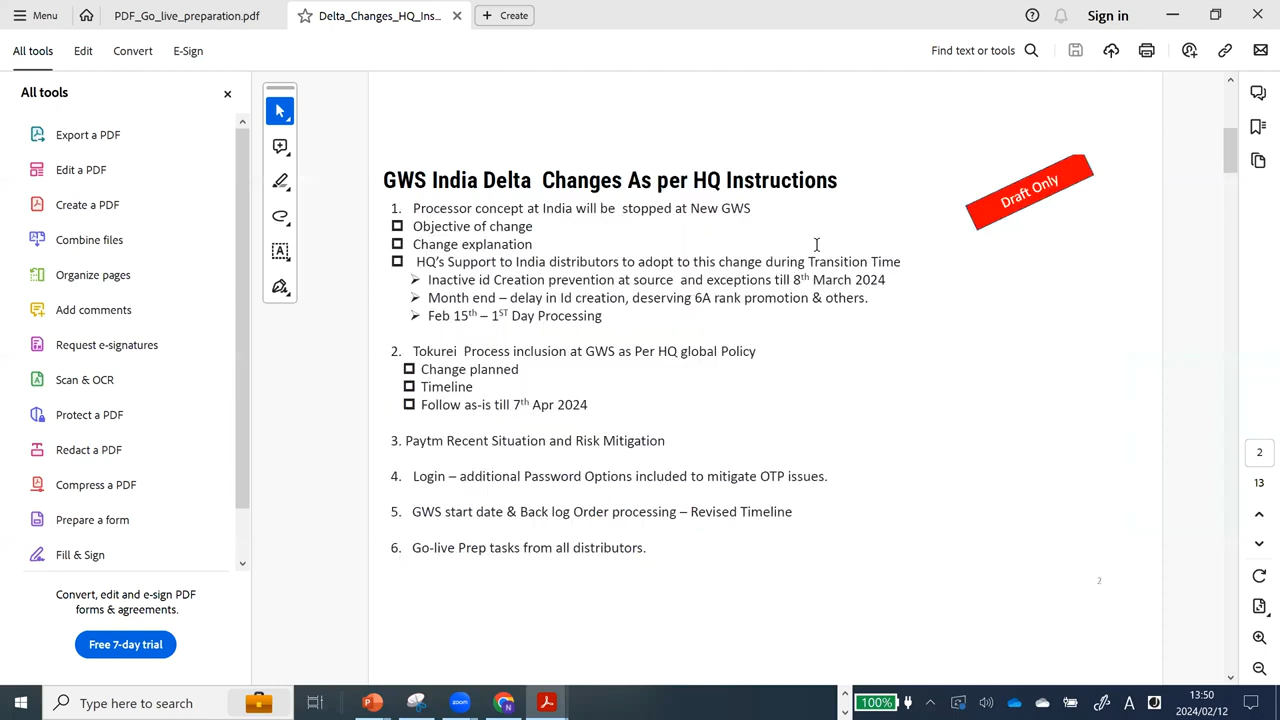 Menu
PDF_Go_live_preparation.pdf
Delta_Changes_HQ_Ins...
Create
Sign in
All tools
Edit
Convert
E-Sign
Find text or tools
All tools
Export a PDF
Edit a PDF
Create a PDF
Combine files
Organize pages
Add comments
Request e-signatures
Scan & OCR
Protect a PDF
Redact a PDF
Compress a PDF
Prepare a form
Fill & Sign
Convert, edit and e-sign PDF
forms & agreements.
Free 7-day trial
Draft Only
GWS India Delta Changes As per HQ Instructions
1. Processor concept at India will be stopped at New GWS
Objective of change
Change explanation
HQ's Support to India distributors to adopt to this change during Transition Time
Inactive id Creation prevention at source and exceptions till 8th March 2024
Month end – delay in Id creation, deserving 6A rank promotion & others.
Feb 15th – 1ST Day Processing
2. Tokurei Process inclusion at GWS as Per HQ global Policy
Change planned
Timeline
Follow as-is till 7th Apr 2024
3. Paytm Recent Situation and Risk Mitigation
4. Login – additional Password Options included to mitigate OTP issues.
5. GWS start date & Back log Order processing – Revised Timeline
6. Go-live Prep tasks from all distributors.
2
2
13
Type here to search
zoom
100%
A
13:50
2024/02/12